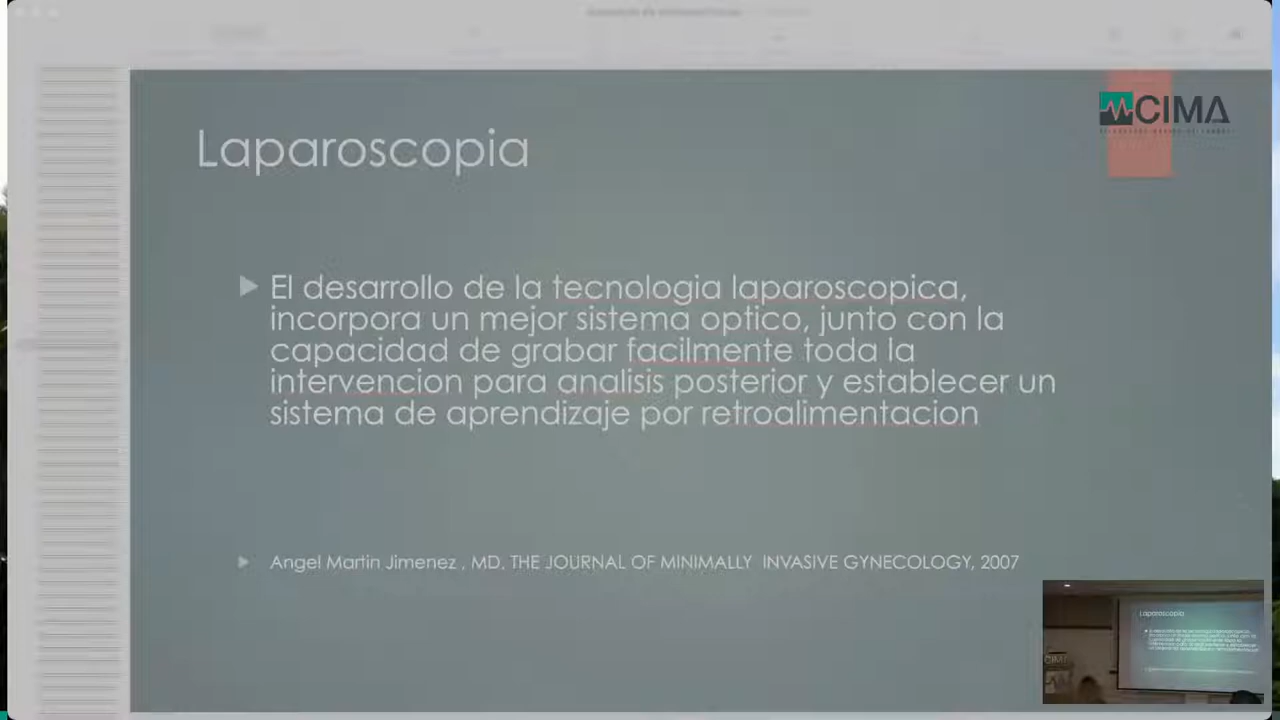 CIMA
Laparoscopia
El desarrollo de la tecnologia laparoscopica,
incorpora un mejor sistema optico, junto con la
capacidad de grabar facilmente toda la
intervencion para analisis posterior y establecer un
sistema de aprendizaje por retroalimentacion
Angel Martin Jimenez , MD, THE JOURNAL OF MINIMALLY INVASIVE GYNECOLOGY, 2007
Laparoscopia
CIMA